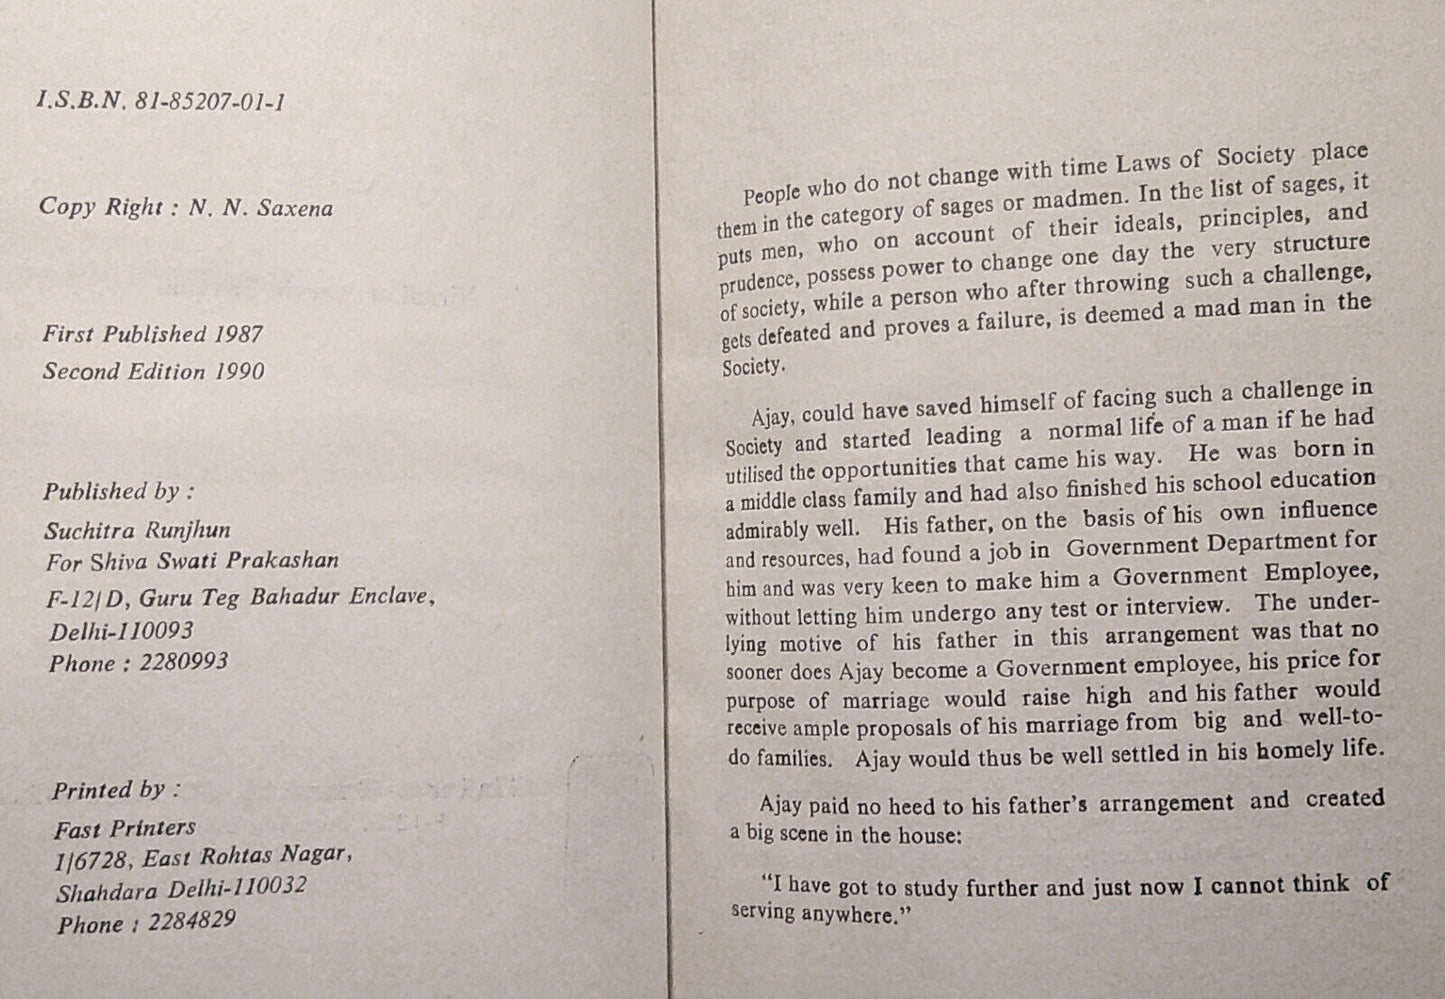 I.S.B.N. 81-85207-01-1
Copy Right : N. N. Saxena
First Published 1987
Second Edition 1990
Published by :
Suchitra Runjhun
For Shiva Swati Prakashan
F-12/D, Guru Teg Bahadur Enclave,
Delhi-110093
Phone : 2280993
Printed by :
Fast Printers
1/6728, East Rohtas Nagar,
Shahdara Delhi-110032
Phone : 2284829
People who do not change with time Laws of Society place
them in the category of sages or madmen. In the list of sages, it
puts men, who on account of their ideals, principles, and
prudence, possess power to change one day the very structure
of society, while a person who after throwing such a challenge,
gets defeated and proves a failure, is deemed a mad man in the
Society.
Ajay, could have saved himself of facing such a challenge in
Society and started leading a normal life of a man if he had
utilised the opportunities that came his way. He was born in
a middle class family and had also finished his school education
admirably well. His father, on the basis of his own influence
and resources, had found a job in Government Department for
him and was very keen to make him a Government Employee,
without letting him undergo any test or interview. The under-
lying motive of his father in this arrangement was that no
sooner does Ajay become a Government employee, his price for
purpose of marriage would raise high and his father would
receive ample proposals of his marriage from big and well-to-
do families. Ajay would thus be well settled in his homely life.
Ajay paid no heed to his father's arrangement and created
a big scene in the house:
"I have got to study further and just now I cannot think of
serving anywhere."